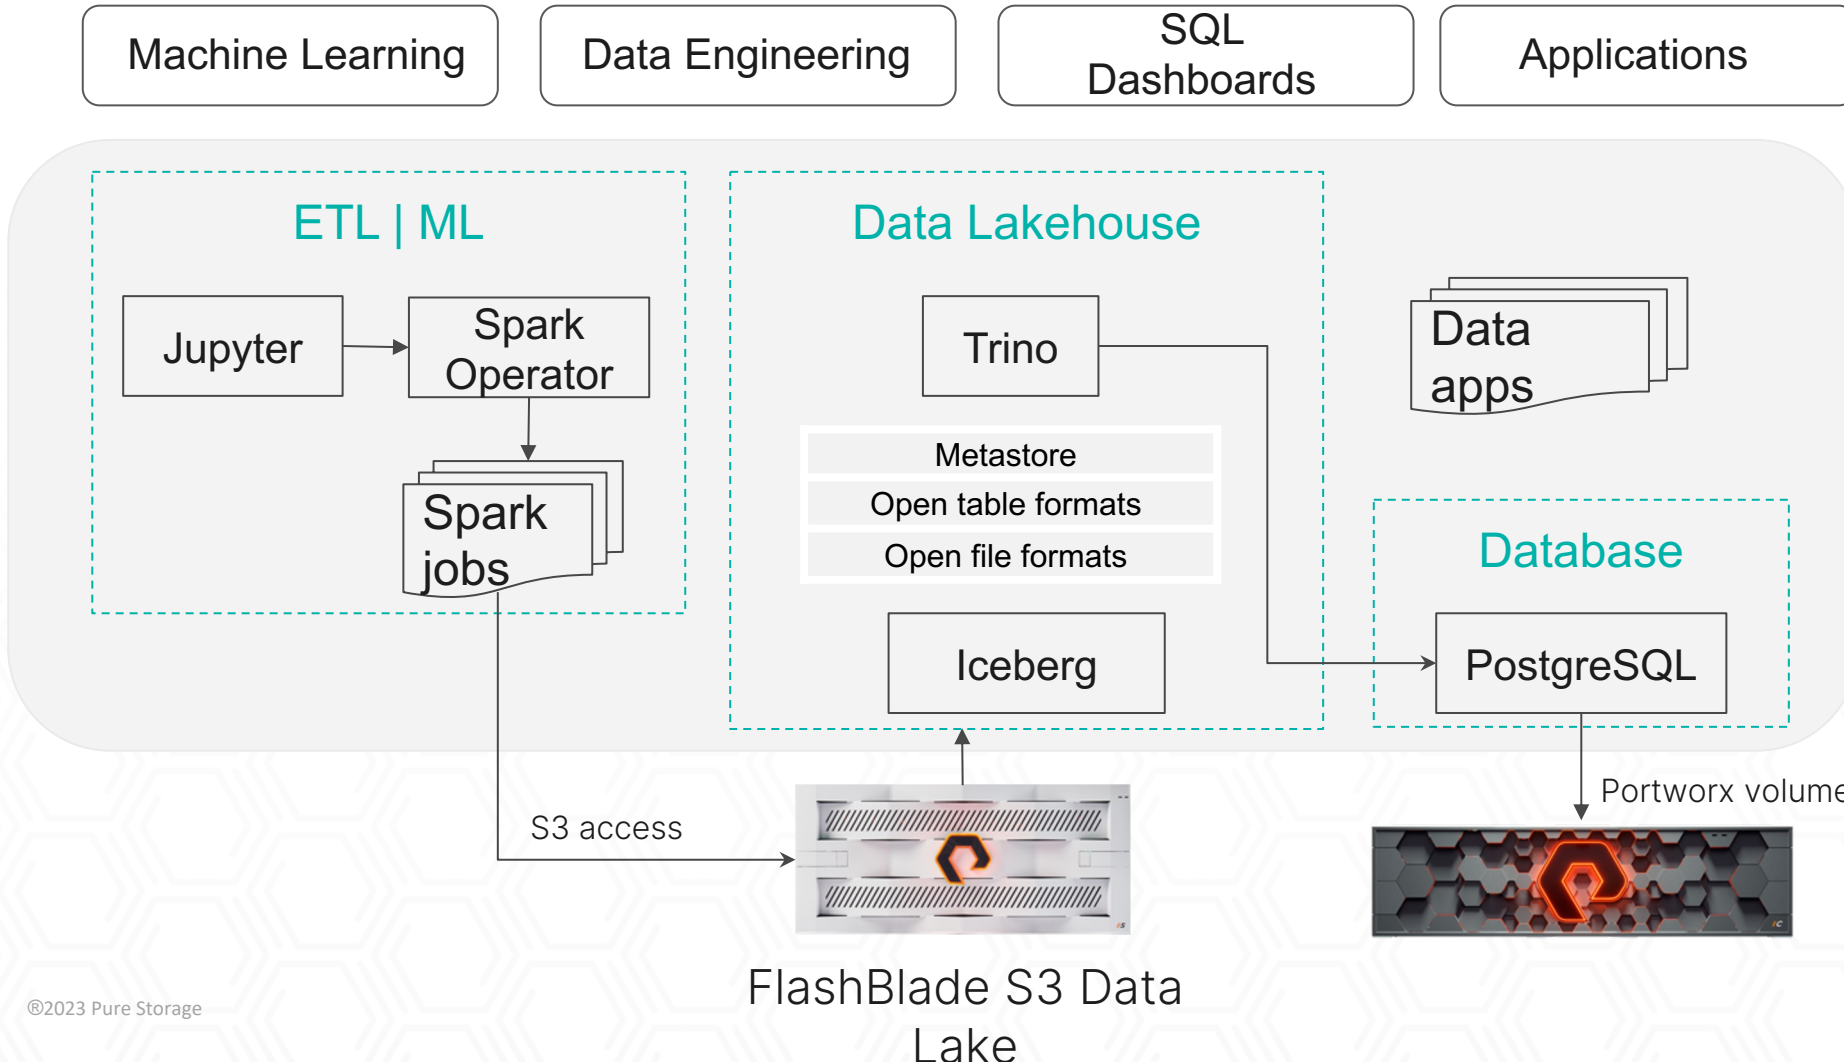 Machine Learning
Data Engineering
SQL
Dashboards
Applications
ETL | ML
Data Lakehouse
Jupyter
Spark
Operator
Trino
Data
apps
Metastore
Open table formats
Open file formats
Spark
jobs
Database
Iceberg
PostgreSQL
Portworx volume
S3 access
//S
//C
FlashBlade S3 Data
Lake
®2023 Pure Storage